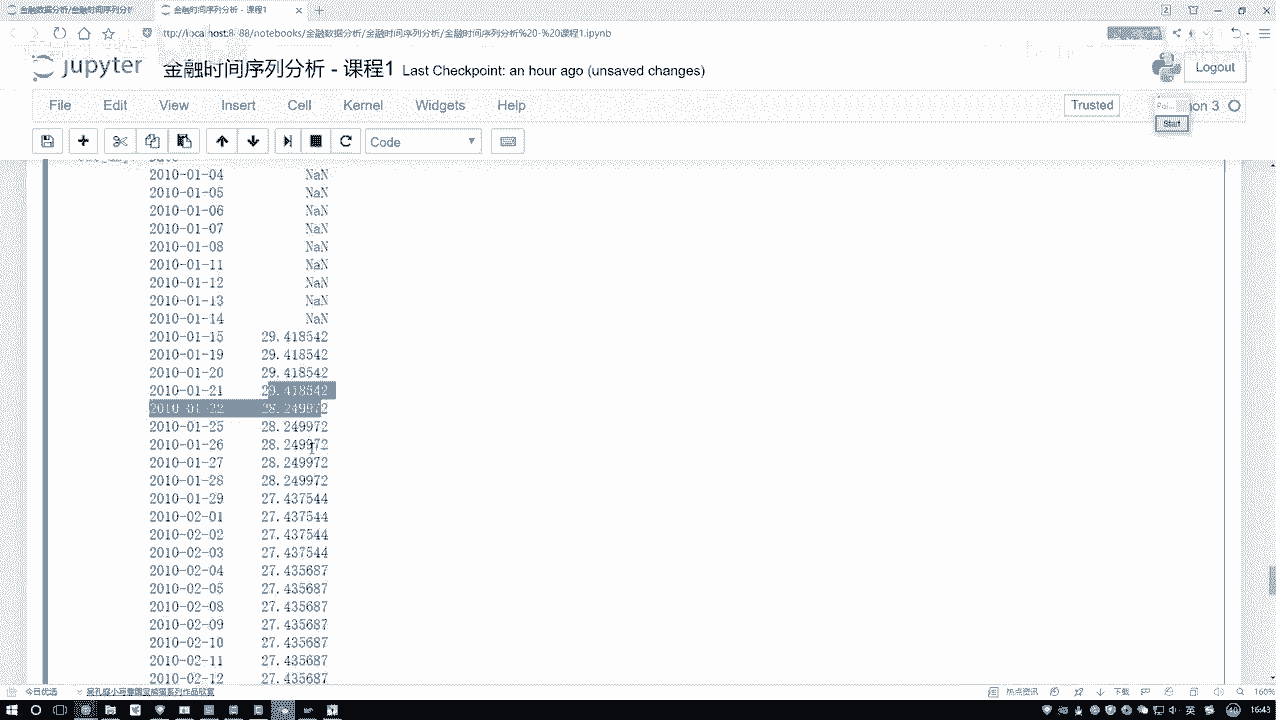 金融数据分析/金融时间序列分析
金融时间序列分析 - 课程1
ttp://localhost:8888/notebooks/金融数据分析/金融时间序列分析/金融时间序列分析%20-%20课程1.ipynb
jupyter 金融时间序列分析 - 课程1 Last Checkpoint: an hour ago (unsaved changes)
Logout
File Edit View Insert Cell Kernel Widgets Help Trusted
Start
Code
2010-01-04 NaN
2010-01-05 NaN
2010-01-06 NaN
2010-01-07 NaN
2010-01-08 NaN
2010-01-11 NaN
2010-01-12 NaN
2010-01-13 NaN
2010-01-14 NaN
2010-01-15 29.418542
2010-01-19 29.418542
2010-01-20 29.418542
2010-01-21 29.418542
2010-01-22 28.249972
2010-01-25 28.249972
2010-01-26 28.249972
2010-01-27 28.249972
2010-01-28 28.249972
2010-01-29 27.437544
2010-02-01 27.437544
2010-02-02 27.437544
2010-02-03 27.437544
2010-02-04 27.435687
2010-02-05 27.435687
2010-02-08 27.435687
2010-02-09 27.435687
2010-02-10 27.435687
2010-02-11 27.435687
2010-02-12 27.435687
今日优选
热点资讯 下载 160%
英 16:43